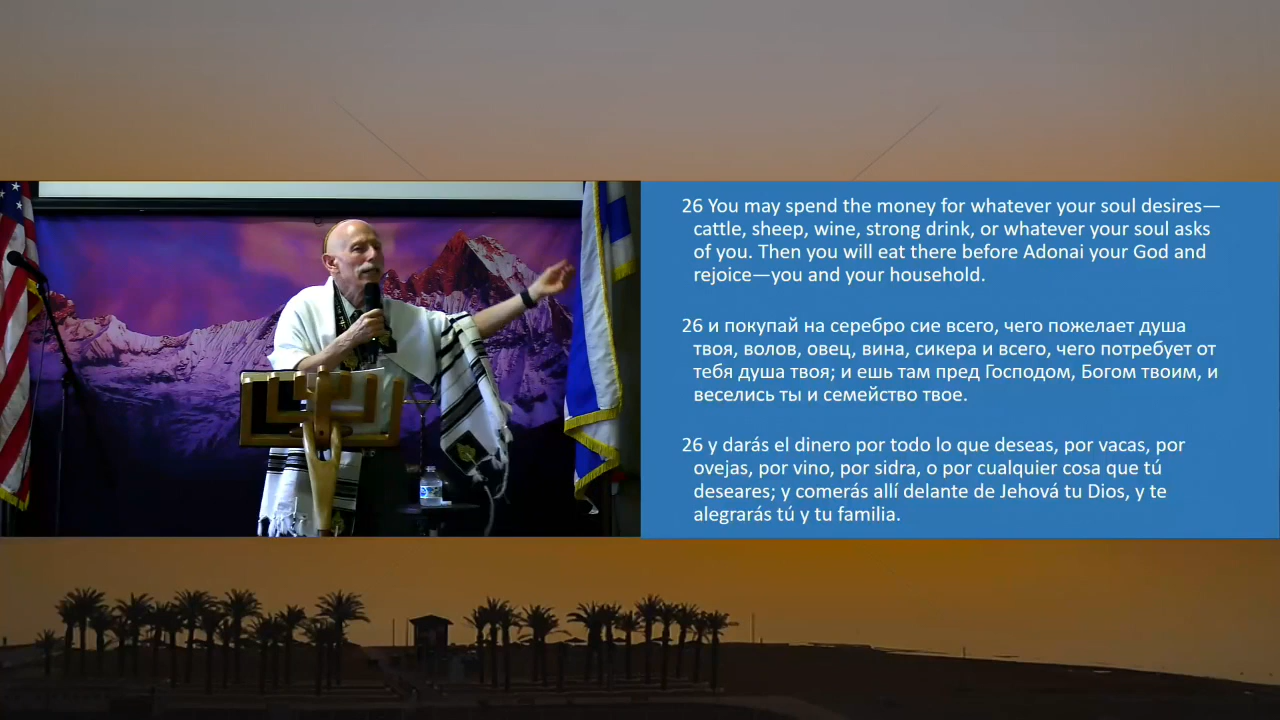 26 You may spend the money for whatever your soul desires—
cattle, sheep, wine, strong drink, or whatever your soul asks
of you. Then you will eat there before Adonai your God and
rejoice—you and your household.
26 и покупай на серебро сие всего, чего пожелает душа
твоя, волов, овец, вина, сикера и всего, чего потребует от
тебя душа твоя; и ешь там пред Господом, Богом твоим, и
веселись ты и семейство твое.
26 y darás el dinero por todo lo que deseas, por vacas, por
ovejas, por vino, por sidra, o por cualquier cosa que tú
deseares; y comerás allí delante de Jehová tu Dios, y te
alegrarás tú y tu familia.